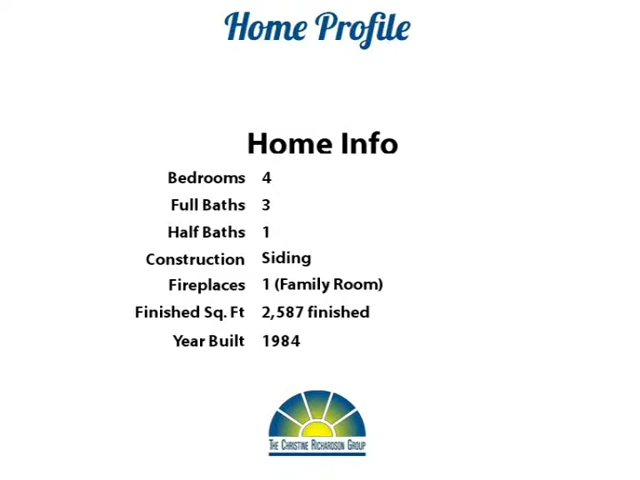 Home Profile
Home Info
Bedrooms 4
Full Baths 3
Half Baths 1
Construction Siding
Fireplaces 1 (Family Room)
Finished Sq. Ft 2,587 finished
Year Built 1984
The Christine Richardson Group